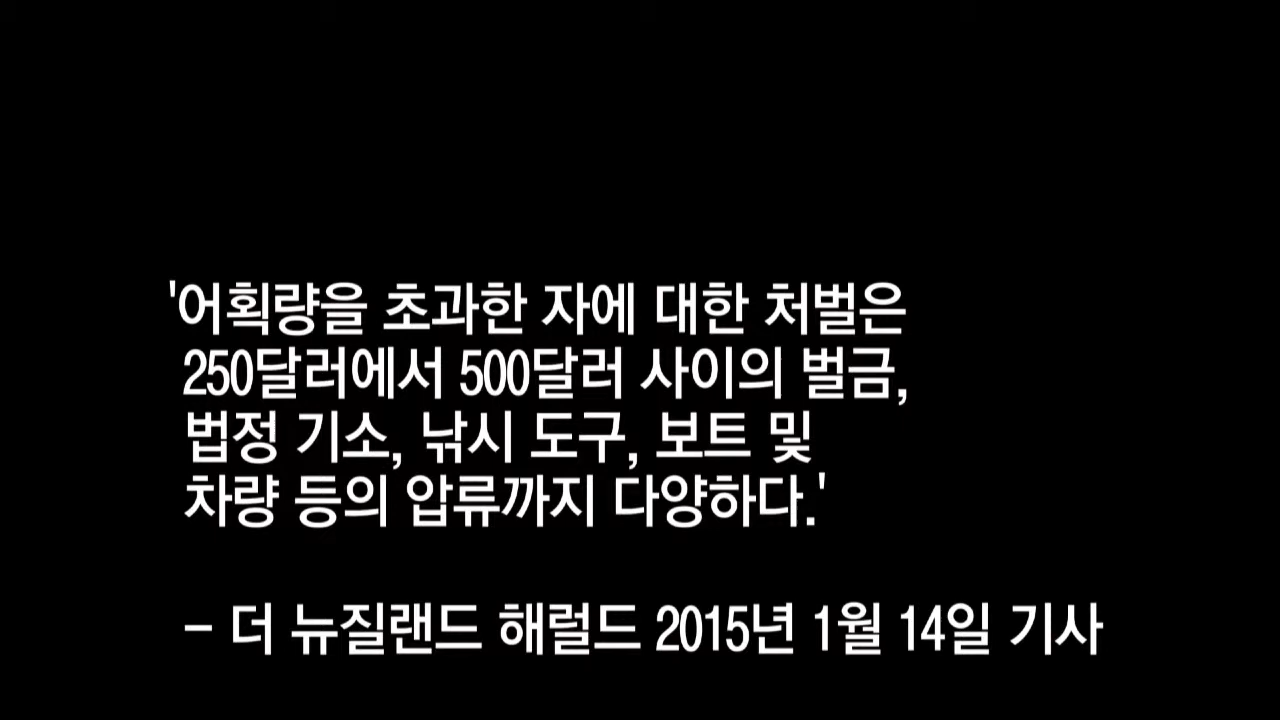 '어획량을 초과한 자에 대한 처벌은
250달러에서 500달러 사이의 벌금,
법정 기소, 낚시 도구, 보트 및
차량 등의 압류까지 다양하다.'
- 더 뉴질랜드 해럴드 2015년 1월 14일 기사